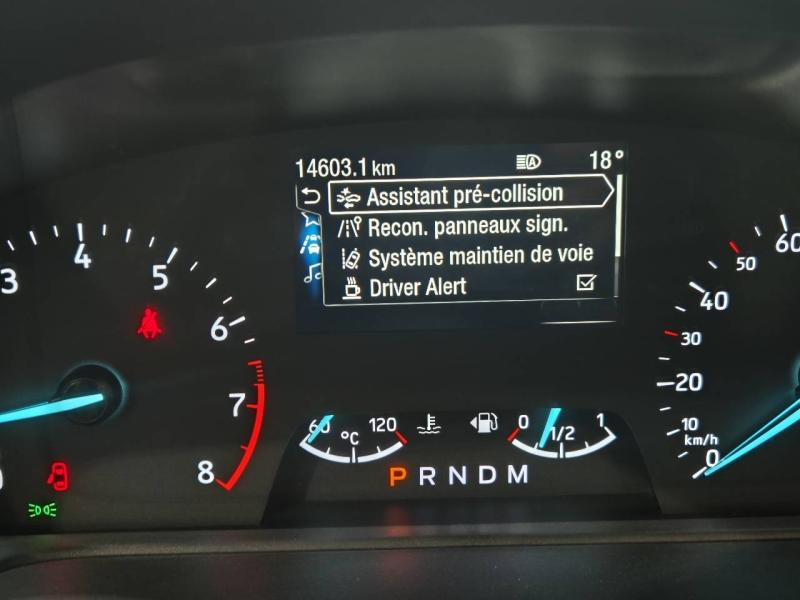 14603.1 km 18°
Assistant pré-collision
Recon. panneaux sign.
Système maintien de voie
Driver Alert
3 4 5 6 7 8
60 °C 120
0 1/2 1
P R N D M
0 10 20 30 40 50 60
km/h